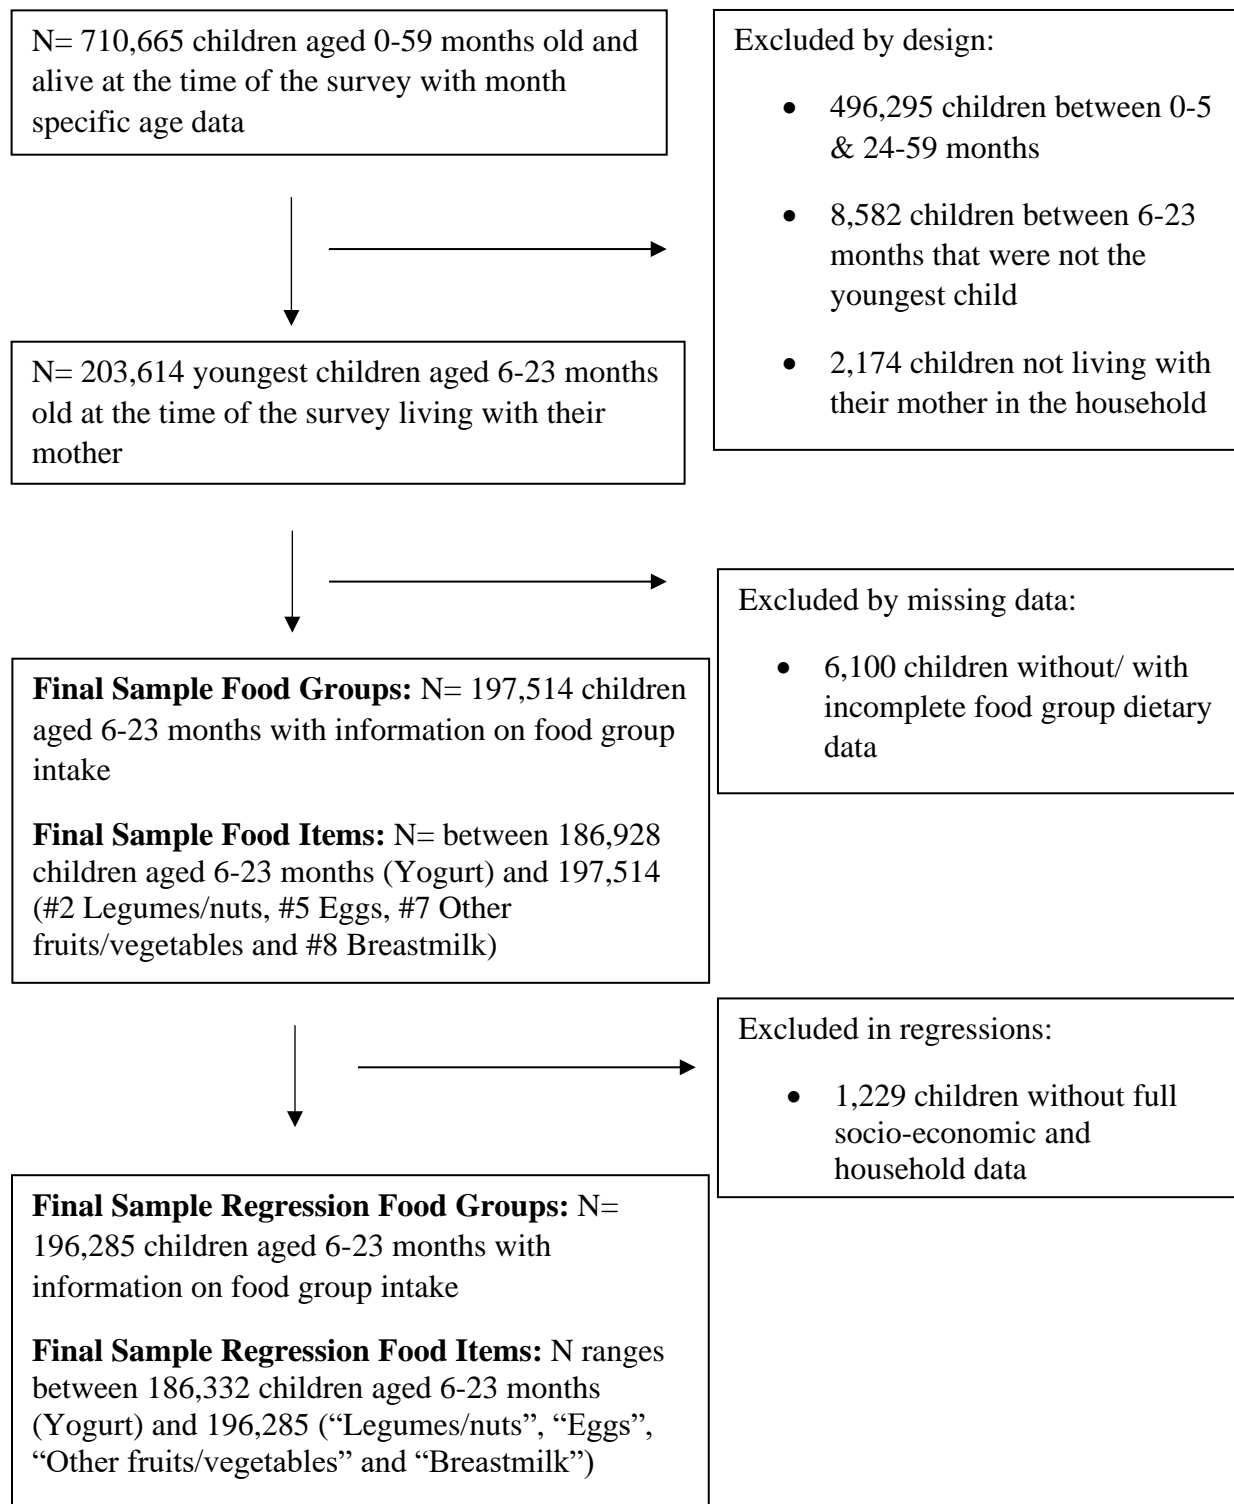 N= 710,665 children aged 0-59 months old and
alive at the time of the survey with month
specific age data
Excluded by design:
• 496,295 children between 0-5
& 24-59 months
• 8,582 children between 6-23
months that were not the
youngest child
• 2,174 children not living with
their mother in the household
N= 203,614 youngest children aged 6-23 months
old at the time of the survey living with their
mother
Excluded by missing data:
• 6,100 children without/ with
incomplete food group dietary
data
Final Sample Food Groups: N= 197,514 children
aged 6-23 months with information on food group
intake
Final Sample Food Items: N= between 186,928
children aged 6-23 months (Yogurt) and 197,514
(#2 Legumes/nuts, #5 Eggs, #7 Other
fruits/vegetables and #8 Breastmilk)
Excluded in regressions:
• 1,229 children without full
socio-economic and
household data
Final Sample Regression Food Groups: N=
196,285 children aged 6-23 months with
information on food group intake
Final Sample Regression Food Items: N ranges
between 186,332 children aged 6-23 months
(Yogurt) and 196,285 (“Legumes/nuts”, “Eggs”,
“Other fruits/vegetables” and “Breastmilk”)